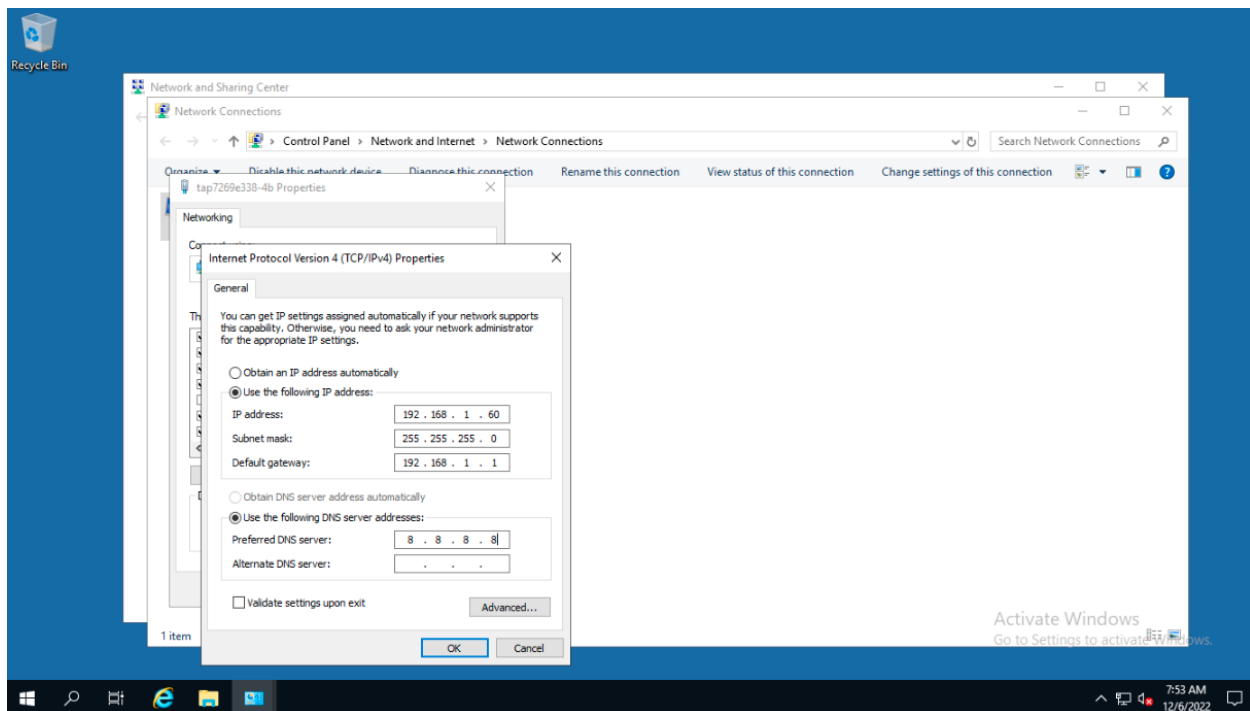 Recycle Bin
Network and Sharing Center
Network Connections
Control Panel > Network and Internet > Network Connections
Search Network Connections
Organize Disable this network device Diagnose this connection Rename this connection View status of this connection Change settings of this connection
tap7269e338-4b Properties
Networking
Internet Protocol Version 4 (TCP/IPv4) Properties
General
You can get IP settings assigned automatically if your network supports
this capability. Otherwise, you need to ask your network administrator
for the appropriate IP settings.
Obtain an IP address automatically
Use the following IP address:
IP address: 192 . 168 . 1 . 60
Subnet mask: 255 . 255 . 255 . 0
Default gateway: 192 . 168 . 1 . 1
Obtain DNS server address automatically
Use the following DNS server addresses:
Preferred DNS server: 8 . 8 . 8 . 8
Alternate DNS server: . . .
Validate settings upon exit
Advanced...
OK Cancel
1 item
Activate Windows
Go to Settings to activate Windows.
7:53 AM
12/6/2022